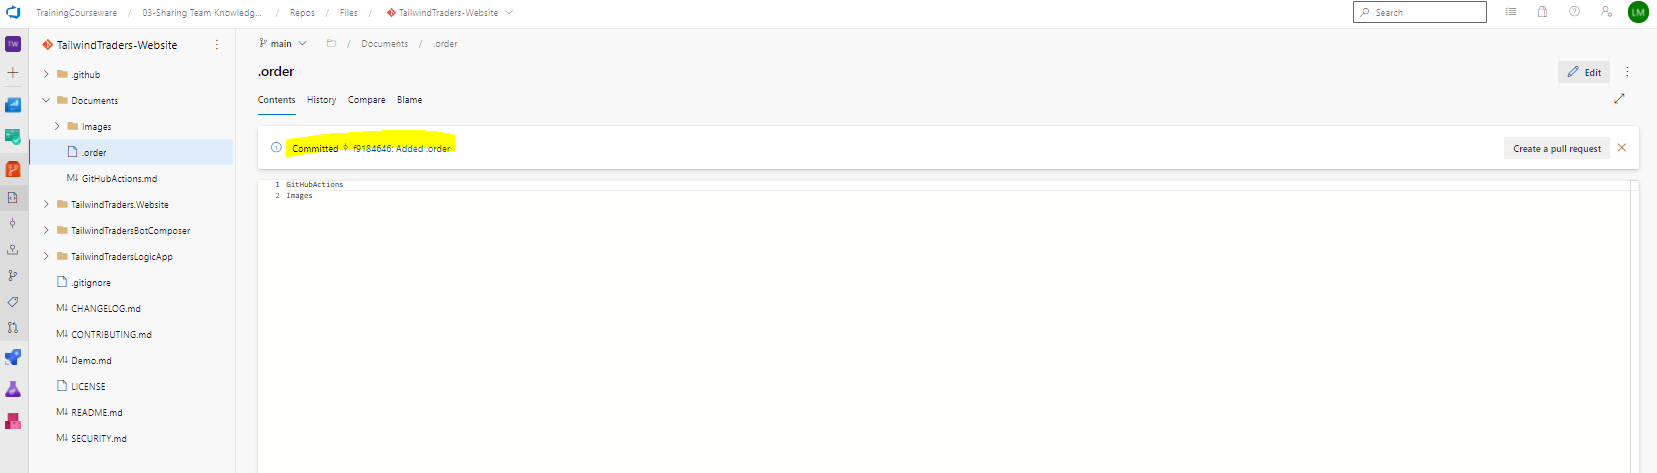 TrainingCourseware / 03-Sharing Team Knowledg... / Repos / Files / TailwindTraders-Website
Search
LM
TW
TailwindTraders-Website
.github
Documents
Images
.order
GitHubActions.md
TailwindTraders.Website
TailwindTradersBotComposer
TailwindTradersLogicApp
.gitignore
CHANGELOG.md
CONTRIBUTING.md
Demo.md
LICENSE
README.md
SECURITY.md
main / Documents / .order
.order
Edit
Contents History Compare Blame
Committed f9184646: Added .order
Create a pull request
1 GitHubActions
2 Images